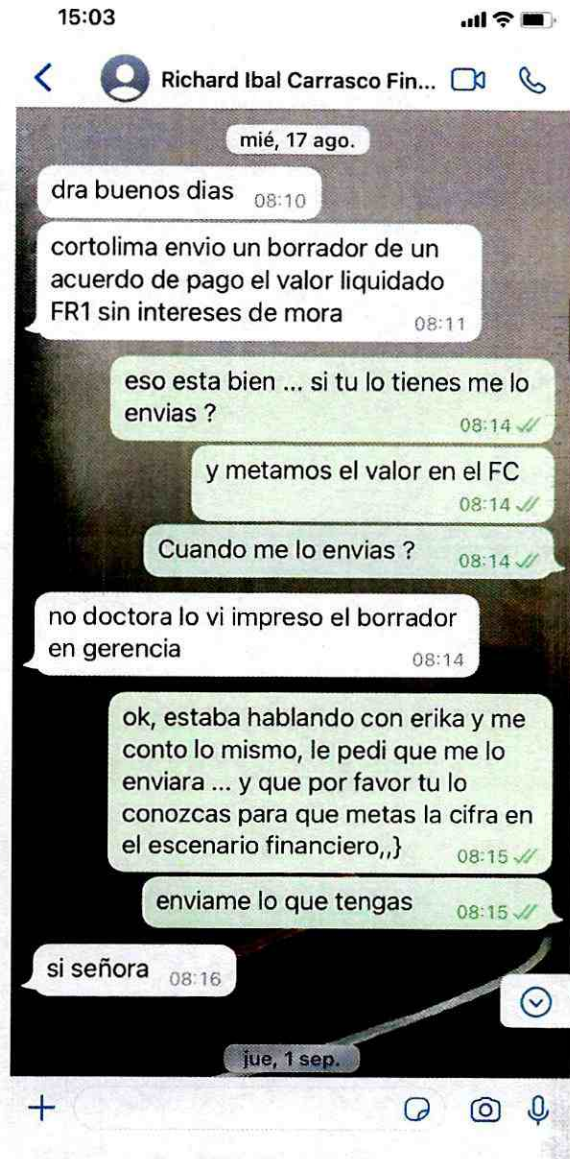 15:03
Richard Ibal Carrasco Fin...
mié, 17 ago.
dra buenos dias 08:10
cortolima envio un borrador de un
acuerdo de pago el valor liquidado
FR1 sin intereses de mora
08:11
eso esta bien ... si tu lo tienes me lo
envias ?
08:14
y metamos el valor en el FC
08:14
Cuando me lo envias ? 08:14
no doctora lo vi impreso el borrador
en gerencia
08:14
ok, estaba hablando con erika y me
conto lo mismo, le pedi que me lo
enviara ... y que por favor tu lo
conozcas para que metas la cifra en
el escenario financiero,,} 08:15
enviame lo que tengas 08:15
si señora 08:16
jue, 1 sep.